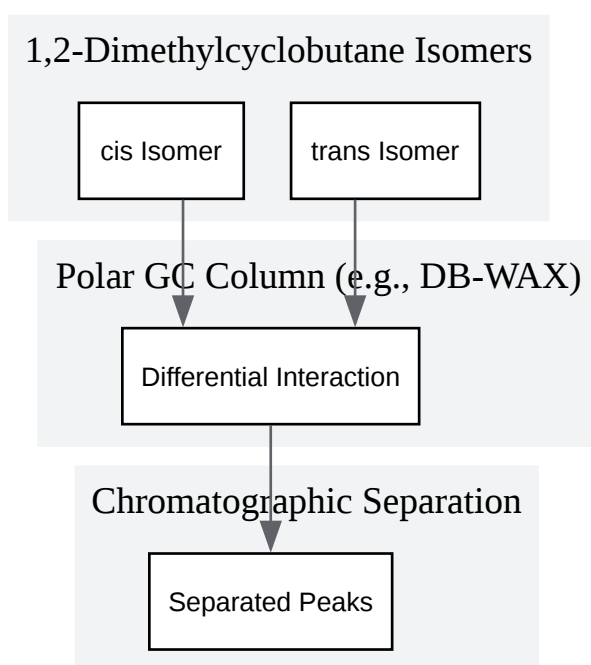 1,2-Dimethylcyclobutane Isomers
cis Isomer
trans Isomer
Polar GC Column (e.g., DB-WAX)
Differential Interaction
Chromatographic Separation
Separated Peaks